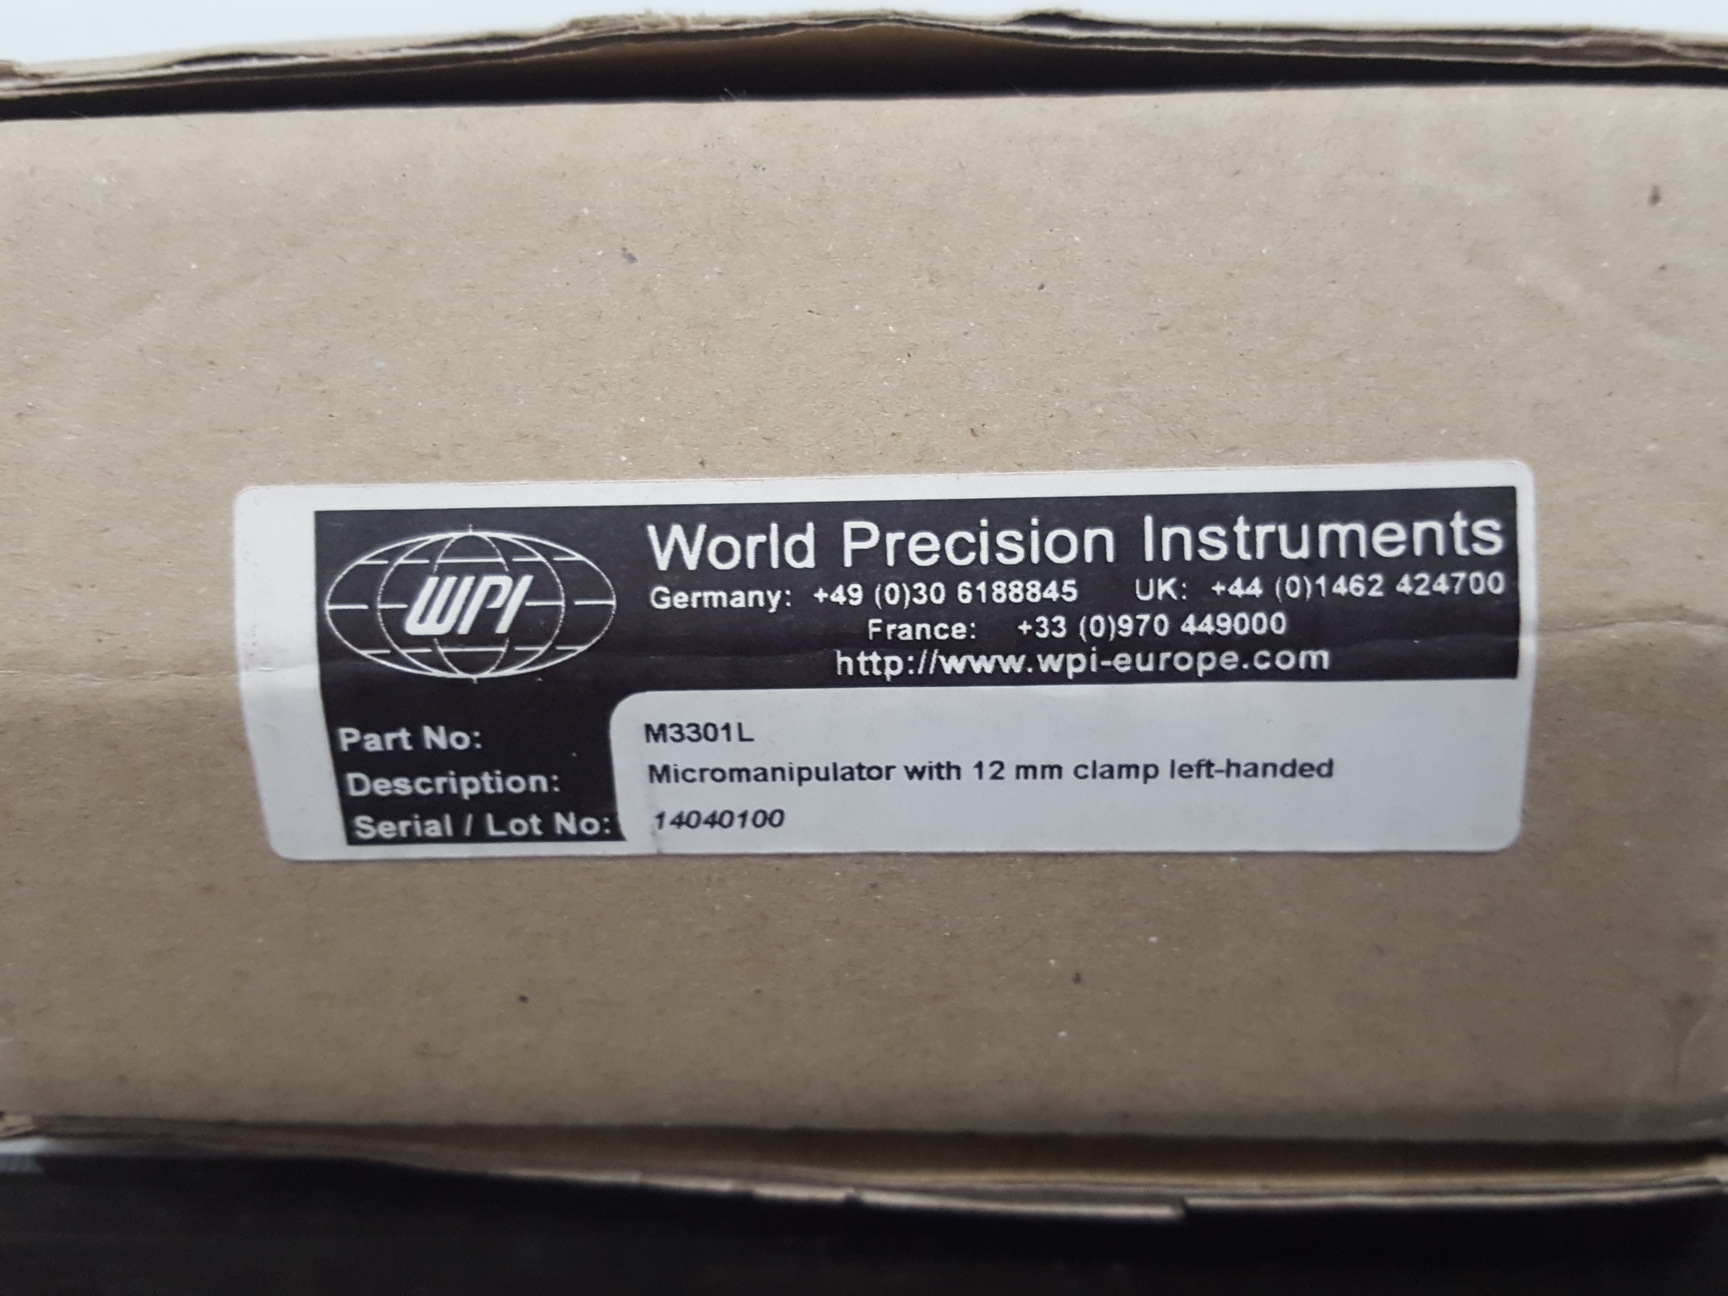 WPI
World Precision Instruments
Germany: +49 (0)30 6188845 UK: +44 (0)1462 424700
France: +33 (0)970 449000
http://www.wpi-europe.com
Part No: M3301L
Description: Micromanipulator with 12 mm clamp left-handed
Serial / Lot No: 14040100